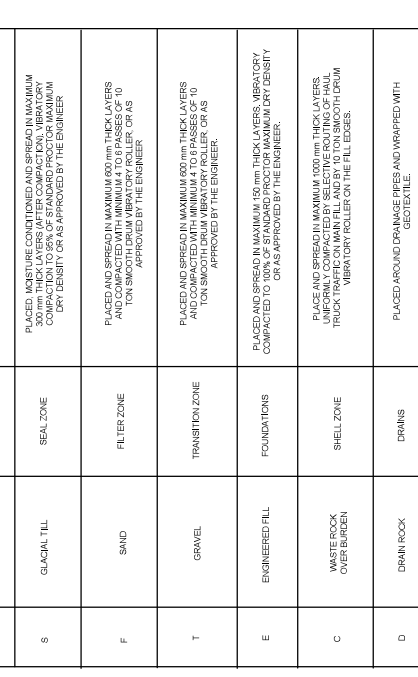 S
GLACIAL TILL
SEAL ZONE
PLACED, MOISTURE CONDITIONED AND SPREAD IN MAXIMUM
300 mm THICK LAYERS (AFTER COMPACTION), VIBRATORY
COMPACTION TO 95% OF STANDARD PROCTOR MAXIMUM
DRY DENSITY OR AS APPROVED BY THE ENGINEER
F
SAND
FILTER ZONE
PLACED AND SPREAD IN MAXIMUM 600 mm THICK LAYERS
AND COMPACTED WITH MINIMUM 4 TO 6 PASSES OF 10
TON SMOOTH DRUM VIBRATORY ROLLER, OR AS
APPROVED BY THE ENGINEER
T
GRAVEL
TRANSITION ZONE
PLACED AND SPREAD IN MAXIMUM 600 mm THICK LAYERS
AND COMPACTED WITH MINIMUM 4 TO 6 PASSES OF 10
TON SMOOTH DRUM VIBRATORY ROLLER, OR AS
APPROVED BY THE ENGINEER.
E
ENGINEERED FILL
FOUNDATIONS
PLACED AND SPREAD IN MAXIMUM 150 mm THICK LAYERS, VIBRATORY
COMPACTED TO 100% OF STANDARD PROCTOR MAXIMUM DRY DENSITY
OR AS APPROVED BY THE ENGINEER.
C
WASTE ROCK
OVER BURDEN
SHELL ZONE
PLACE AND SPREAD IN MAXIMUM 1000 mm THICK LAYERS.
UNIFORMLY COMPACTED BY SELECTIVE ROUTING OF HAUL
TRUCK TRAFFIC ON MAIN FILL AND BY 10 TON SMOOTH DRUM
VIBRATORY ROLLER ON THE FILL EDGES.
D
DRAIN ROCK
DRAINS
PLACED AROUND DRAINAGE PIPES AND WRAPPED WITH
GEOTEXTILE.